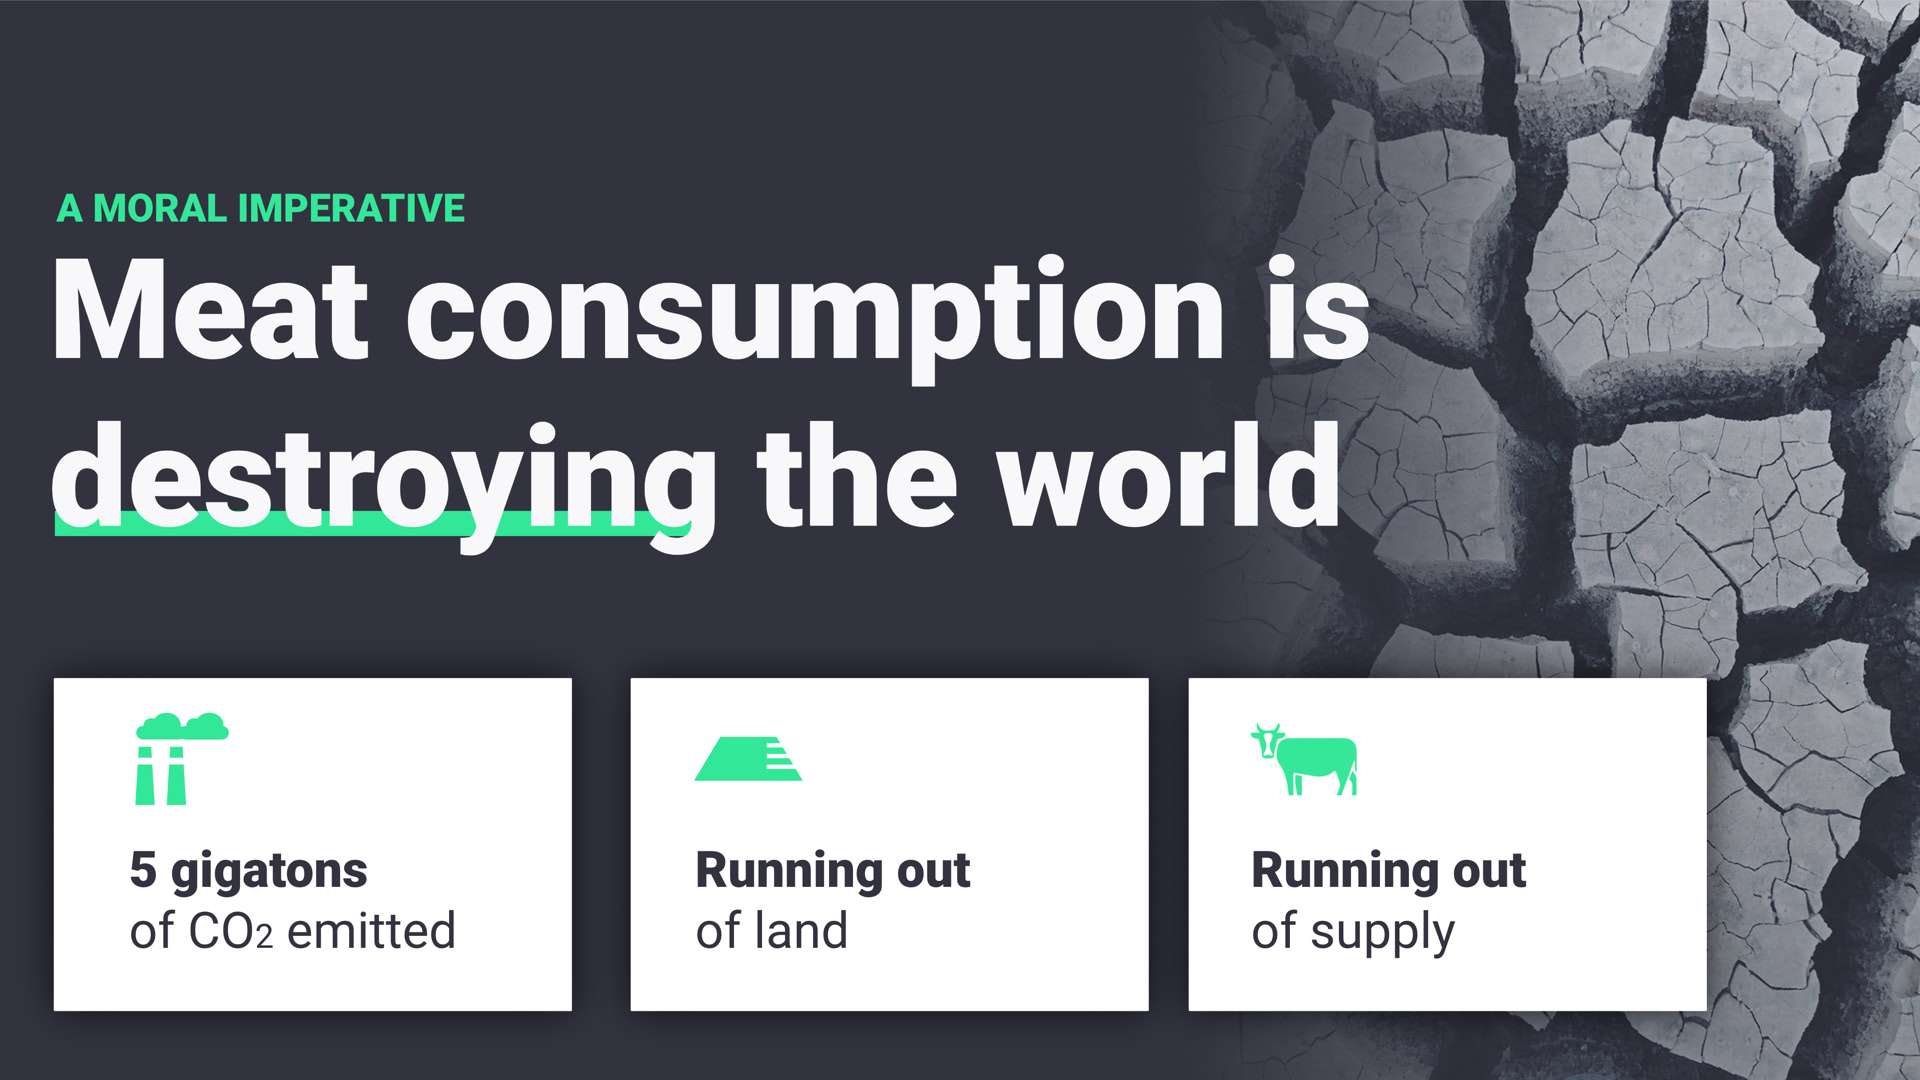 A MORAL IMPERATIVE
Meat consumption is
destroying the world
5 gigatons
of CO2 emitted
Running out
of land
Running out
of supply